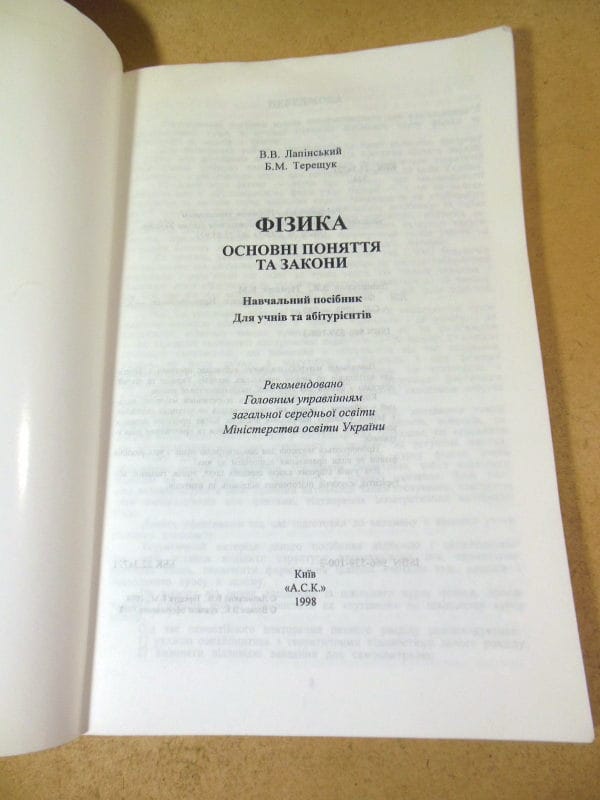 В.В. Лапінський
Б.М. Терещук
ФІЗИКА
ОСНОВНІ ПОНЯТТЯ
ТА ЗАКОНИ
Навчальний посібник
Для учнів та абітурієнтів
Рекомендовано
Головним управлінням
загальної середньої освіти
Міністерства освіти України
Київ
«А.С.К.»
1998